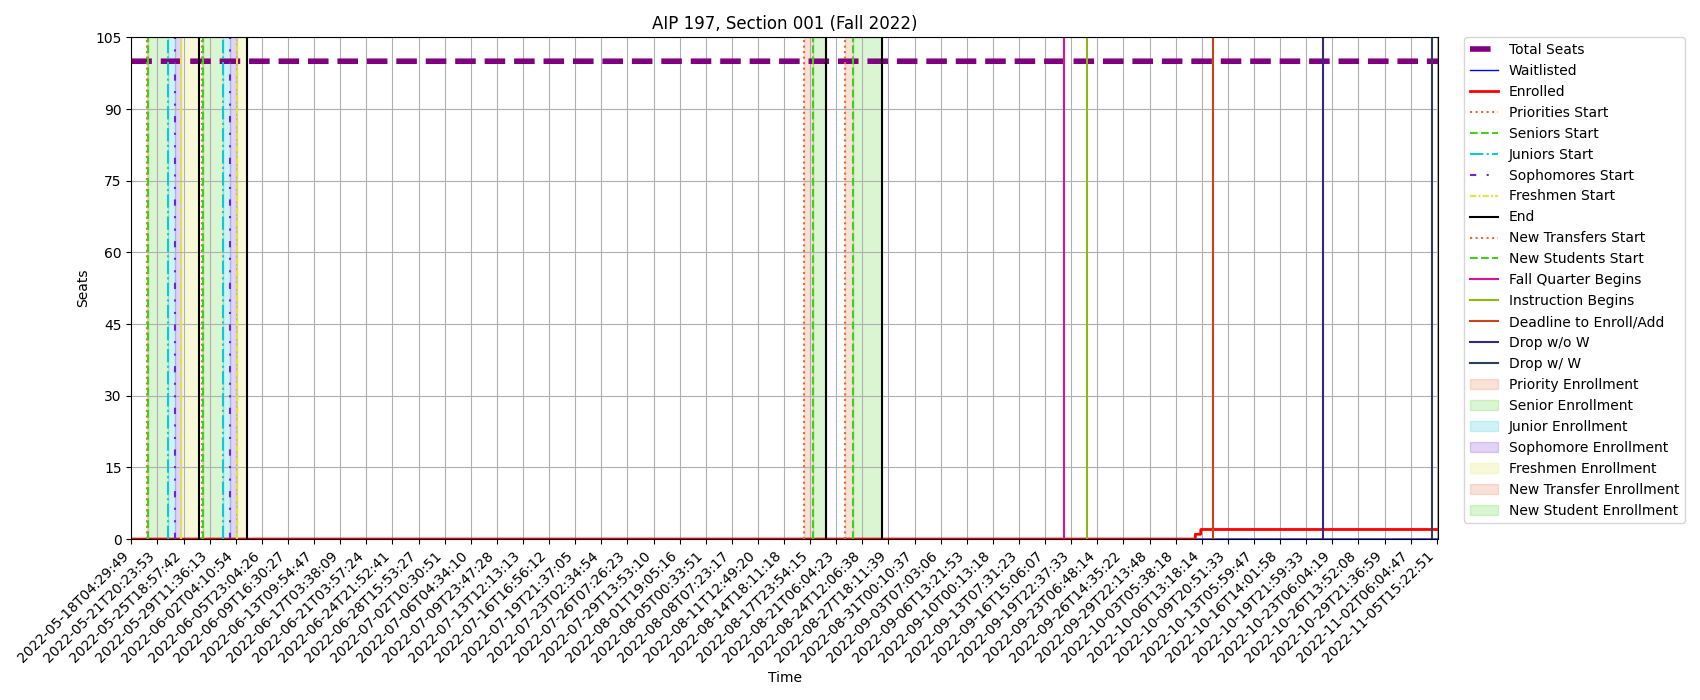 AIP 197, Section 001 (Fall 2022)
Seats
105
90
75
60
45
30
15
0
2022-05-18T04:29:49
2022-05-21T20:23:53
2022-05-25T18:57:42
2022-05-29T11:36:13
2022-06-02T04:10:54
2022-06-05T23:04:26
2022-06-09T16:30:27
2022-06-13T09:54:47
2022-06-17T03:38:09
2022-06-21T03:57:24
2022-06-24T21:52:41
2022-06-28T15:53:27
2022-07-02T10:30:51
2022-07-06T04:34:10
2022-07-09T23:47:28
2022-07-13T12:13:13
2022-07-16T16:56:12
2022-07-19T21:37:05
2022-07-23T02:34:54
2022-07-26T07:26:23
2022-07-29T13:53:10
2022-08-01T19:05:16
2022-08-05T00:33:51
2022-08-08T07:23:17
2022-08-11T12:49:20
2022-08-14T18:11:18
2022-08-17T23:54:15
2022-08-21T06:04:23
2022-08-24T12:06:38
2022-08-27T18:11:39
2022-08-31T00:10:37
2022-09-03T07:03:06
2022-09-06T13:21:53
2022-09-10T00:13:18
2022-09-13T07:31:23
2022-09-16T15:06:07
2022-09-19T22:37:33
2022-09-23T06:48:14
2022-09-26T14:35:22
2022-09-29T22:13:48
2022-10-03T05:38:18
2022-10-06T13:18:14
2022-10-09T20:51:33
2022-10-13T05:59:47
2022-10-16T14:01:58
2022-10-19T21:59:33
2022-10-23T06:04:19
2022-10-26T13:52:08
2022-10-29T21:36:59
2022-11-02T06:04:47
2022-11-05T15:22:51
Time
Total Seats
Waitlisted
Enrolled
Priorities Start
Seniors Start
Juniors Start
Sophomores Start
Freshmen Start
End
New Transfers Start
New Students Start
Fall Quarter Begins
Instruction Begins
Deadline to Enroll/Add
Drop w/o W
Drop w/ W
Priority Enrollment
Senior Enrollment
Junior Enrollment
Sophomore Enrollment
Freshmen Enrollment
New Transfer Enrollment
New Student Enrollment